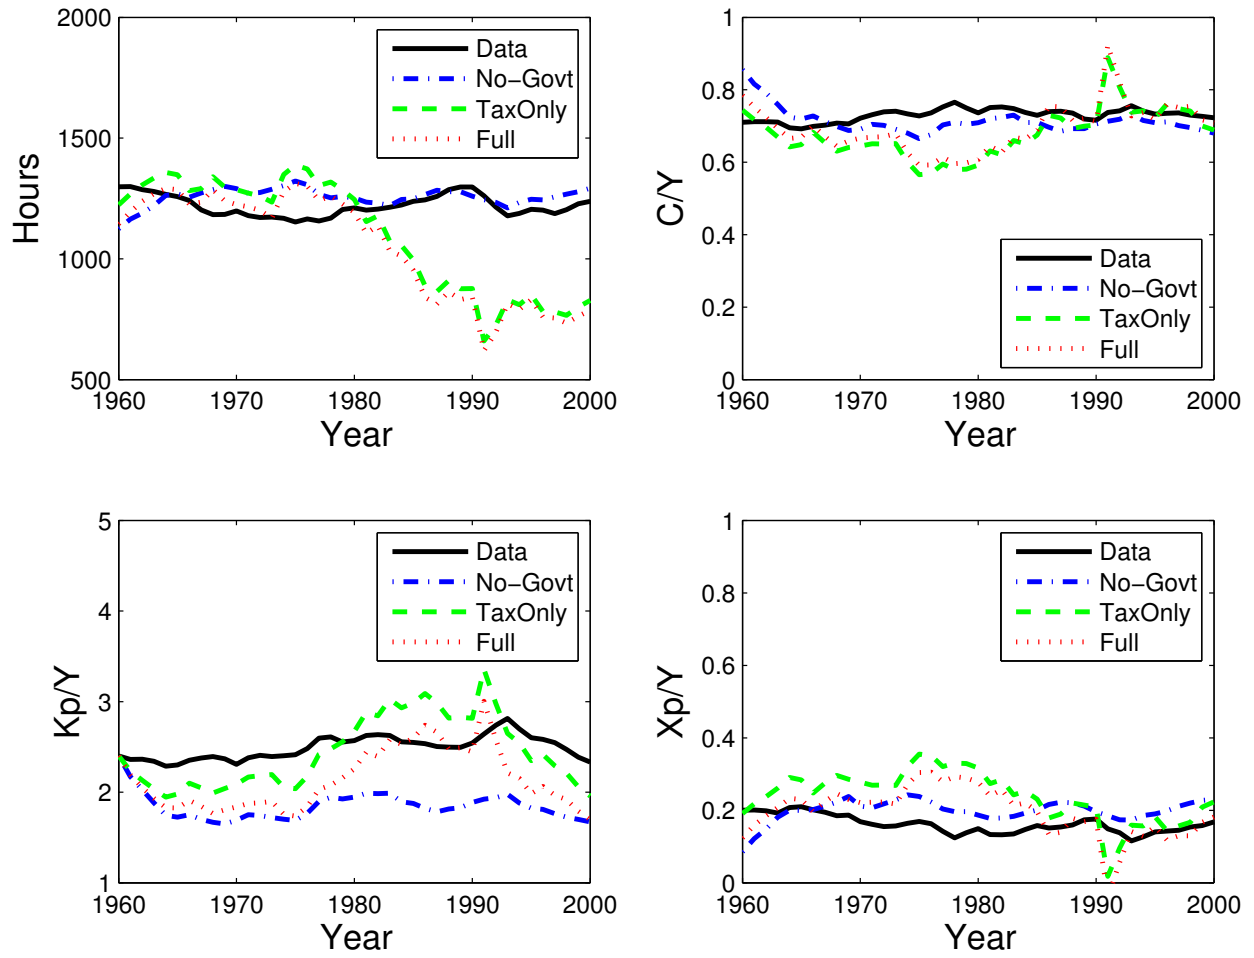 2000
1500
1000
500
Hours
Data
No-Govt
TaxOnly
Full
1960 1970 1980 1990 2000
Year
1
0.8
0.6
0.4
0.2
0
C/Y
Data
No-Govt
TaxOnly
Full
1960 1970 1980 1990 2000
Year
5
4
3
2
1
Kp/Y
Data
No-Govt
TaxOnly
Full
1960 1970 1980 1990 2000
Year
1
0.8
0.6
0.4
0.2
0
Xp/Y
Data
No-Govt
TaxOnly
Full
1960 1970 1980 1990 2000
Year